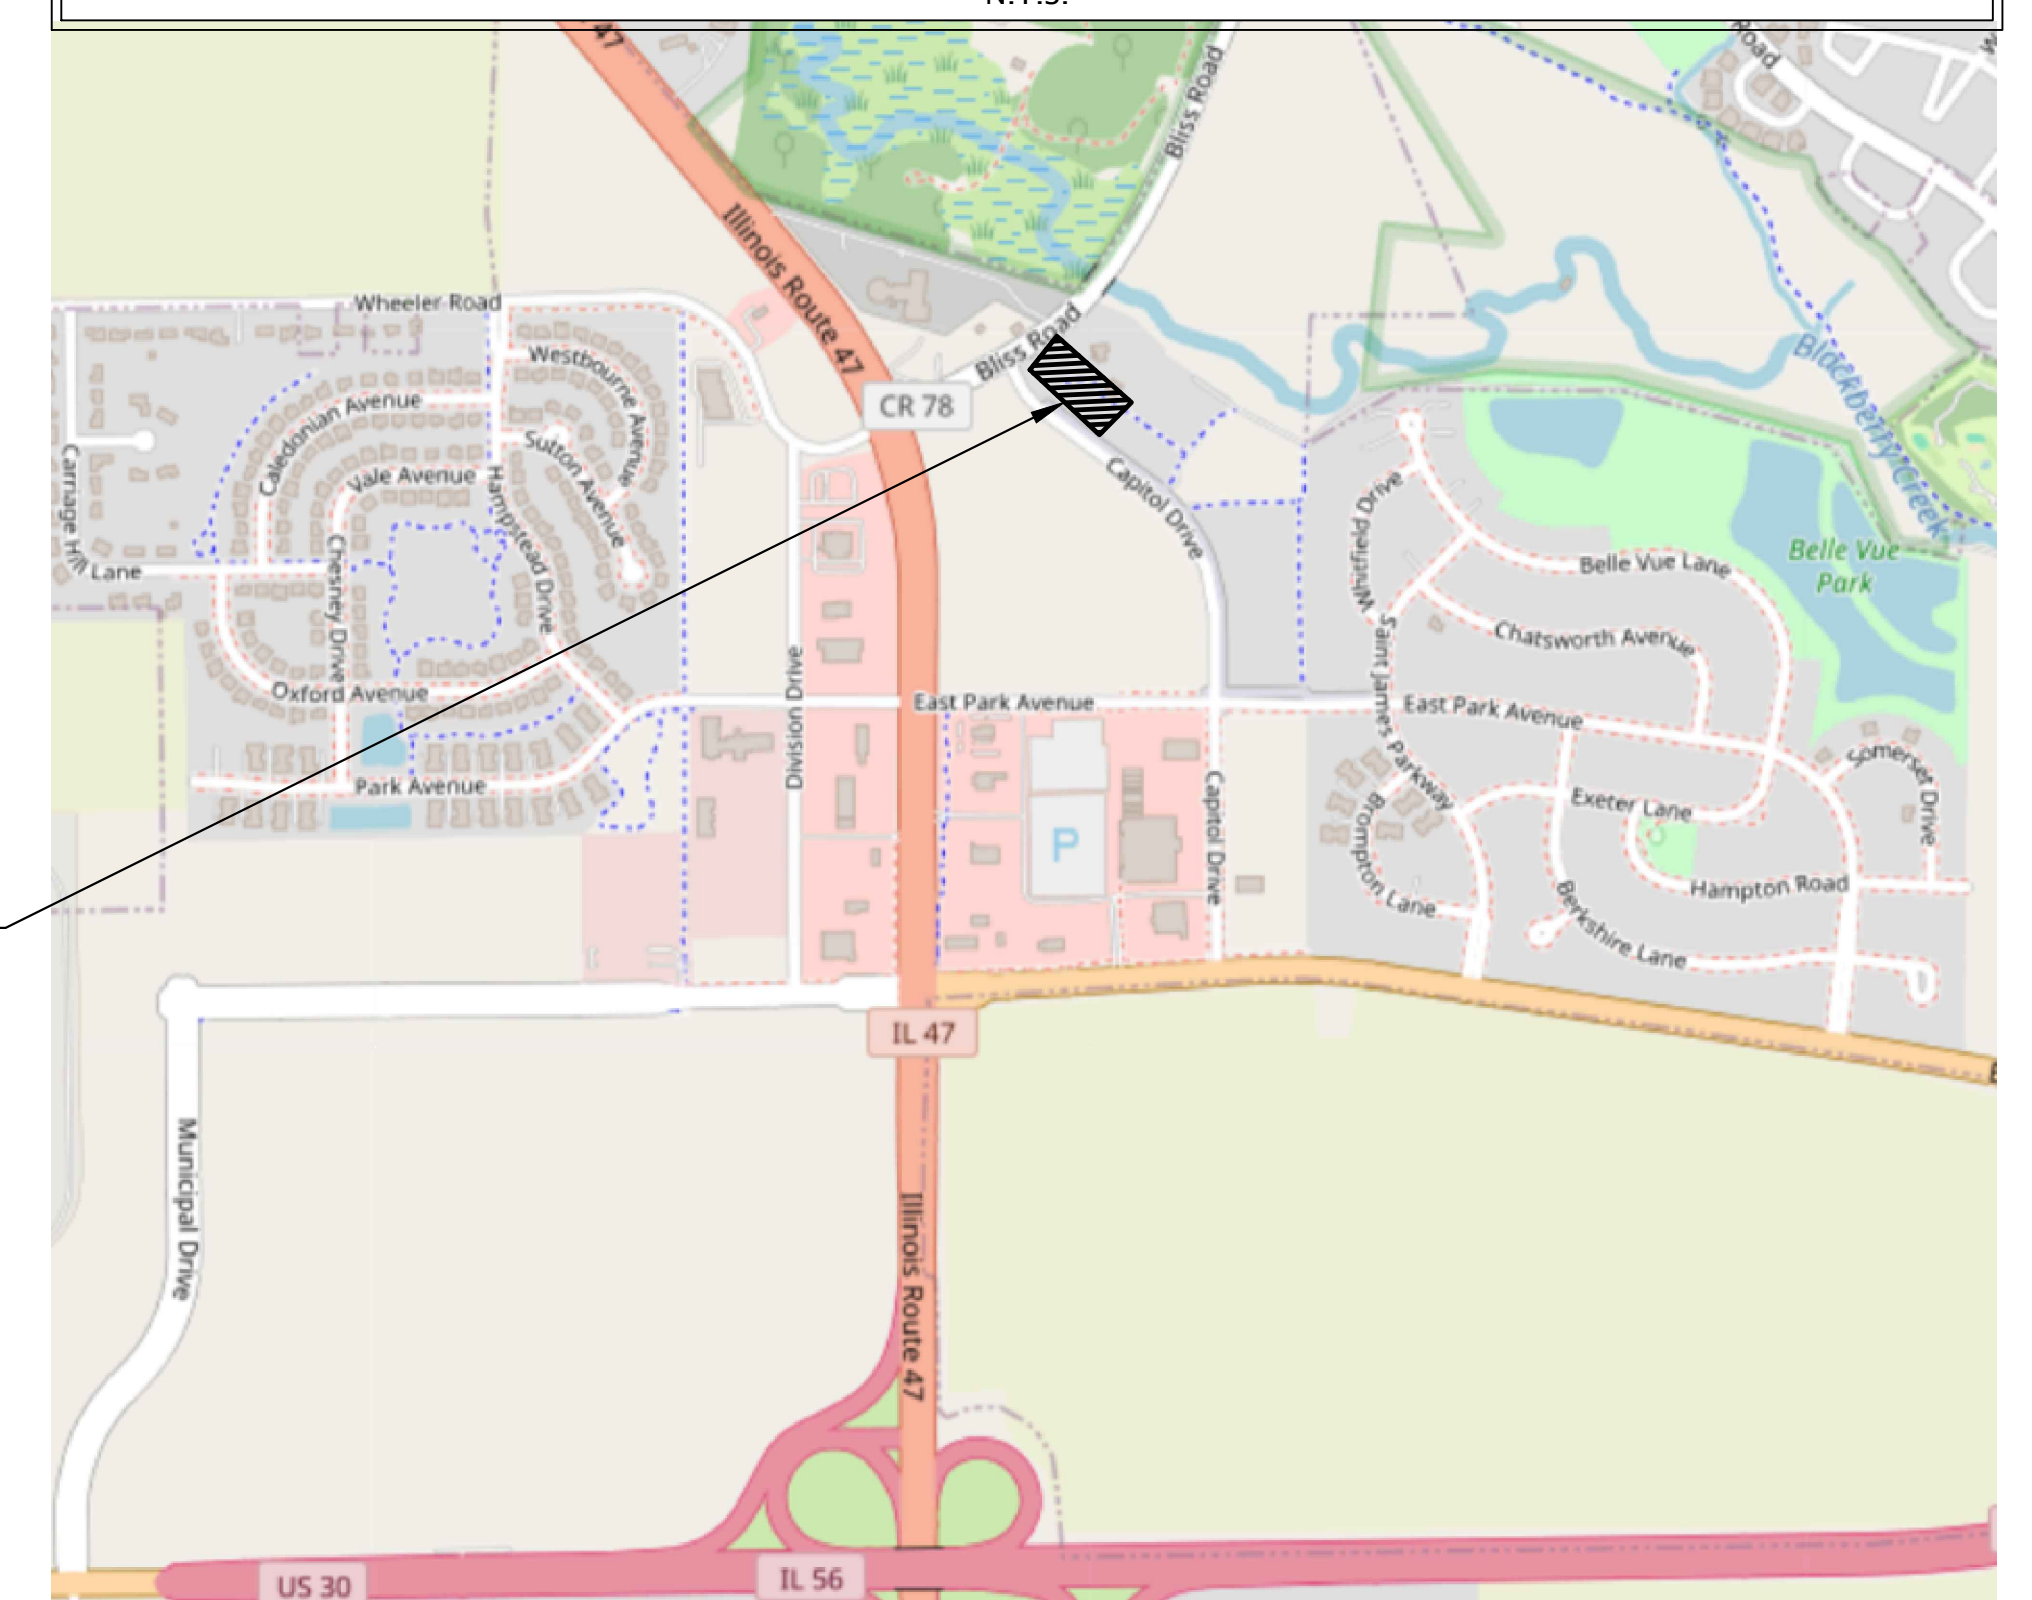 N.T.S.
47
Road
Bliss Road
Illinois Route 47
Wheeler Road
Bliss Road
Westbourne Avenue
Blackberry Creek
CR 78
Caledonian Avenue
Sutton Avenue
Vale Avenue
Carriage Hill
Lane
Hampstead Drive
Capitol Drive
Whitfield Drive
Chesney Drive
Belle Vue Lane
Belle Vue
Park
Chatsworth Avenue
Saint James Parkway
Division Drive
Oxford Avenue
East Park Avenue
East Park Avenue
Somerset Drive
Park Avenue
Capitol Drive
Exeter Lane
P
Brompton Lane
Hampton Road
Berkshire Lane
IL 47
Municipal Drive
Illinois Route 47
US 30
IL 56